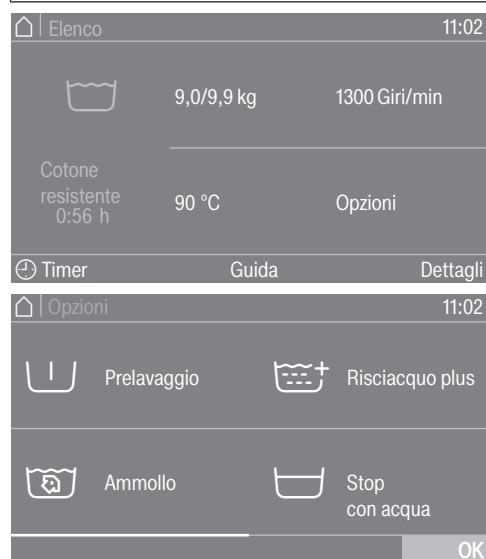 Elenco 11:02
9,0/9,9 kg 1300 Giri/min
Cotone
resistente
0:56 h
90 °C Opzioni
Timer Guida Dettagli
Opzioni 11:02
Prelavaggio Risciacquo plus
Ammollo Stop
con acqua
OK